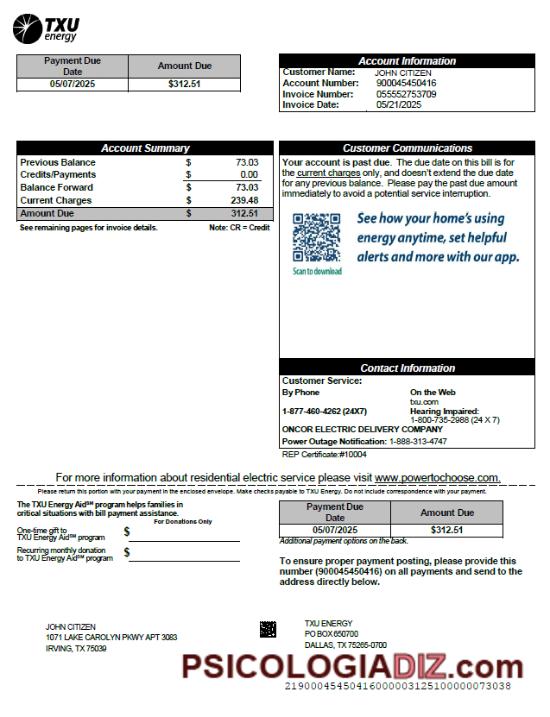 TXU
energy
Payment Due Date Amount Due
05/07/2025 $312.51
Account Information
Customer Name: JOHN CITIZEN
Account Number: 900045450416
Invoice Number: 055552753709
Invoice Date: 05/21/2025
Account Summary
Previous Balance $ 73.03
Credits/Payments $ 0.00
Balance Forward $ 73.03
Current Charges $ 239.48
Amount Due $ 312.51
See remaining pages for invoice details. Note: CR = Credit
Customer Communications
Your account is past due. The due date on this bill is for
the current charges only, and doesn't extend the due date
for any previous balance. Please pay the past due amount
immediately to avoid a potential service interruption.
See how your home's using
energy anytime, set helpful
alerts and more with our app.
Scan to download
Contact Information
Customer Service:
By Phone On the Web
txu.com
1-877-460-4262 (24X7) Hearing Impaired:
1-800-735-2988 (24 X 7)
ONCOR ELECTRIC DELIVERY COMPANY
Power Outage Notification: 1-888-313-4747
REP Certificate:#10004
For more information about residential electric service please visit www.powertochoose.com.
Please return this portion with your payment in the enclosed envelope. Make checks payable to TXU Energy. Do not include correspondence with your payment.
The TXU Energy Aid℠ program helps families in
critical situations with bill payment assistance.
For Donations Only
One-time gift to
TXU Energy Aid℠ program $
Recurring monthly donation
to TXU Energy Aid℠ program $
Payment Due Date Amount Due
05/07/2025 $312.51
Additional payment options on the back.
To ensure proper payment posting, please provide this
number (900045450416) on all payments and send to the
address directly below.
JOHN CITIZEN
1071 LAKE CAROLYN PKWY APT 3083
IRVING, TX 75039
TXU ENERGY
PO BOX 650700
DALLAS, TX 75265-0700
PSICOLOGIADIZ.com
21900045450416000003125100000073038